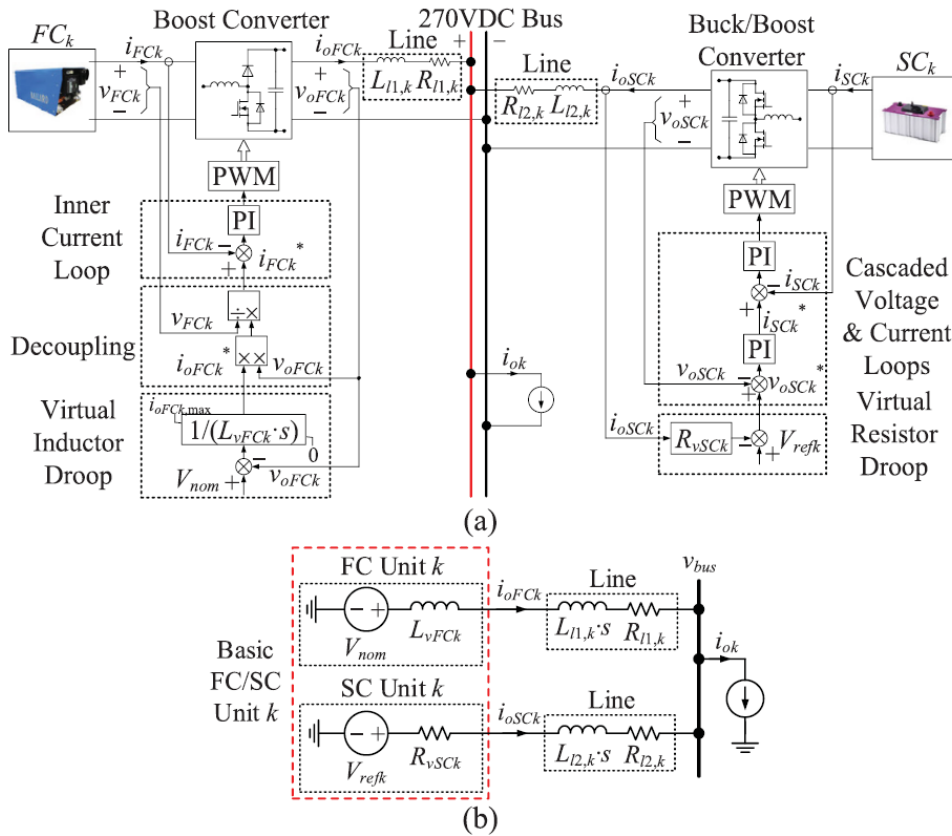 Boost Converter
270VDC Bus
Buck/Boost
Converter
FCk
iFCk
+
vFCk
−
ioFCk
+
voFCk
−
Line
Ll1,k Rl1,k
+ −
Line
Rl2,k Ll2,k
ioSCk
+
voSCk
−
iSCk
SCk
PWM
PWM
Inner
Current
Loop
PI
iFCk −
+ iFCk*
PI
− iSCk
+
iSCk*
PI
voSCk −
+ voSCk*
Cascaded
Voltage
& Current
Loops
Decoupling
vFCk
÷×
ioFCk*
××
voFCk
iok
Virtual
Inductor
Droop
ioFCk,max
1/(LvFCk·s)
0
Vnom +
− voFCk
ioSCk
RvSCk
−
+ Vrefk
Virtual
Resistor
Droop
(a)
Basic
FC/SC
Unit k
FC Unit k
− +
Vnom
LvFCk
ioFCk
Line
Ll1,k·s Rl1,k
vbus
iok
SC Unit k
− +
Vrefk
RvSCk
ioSCk
Line
Ll2,k·s Rl2,k
(b)